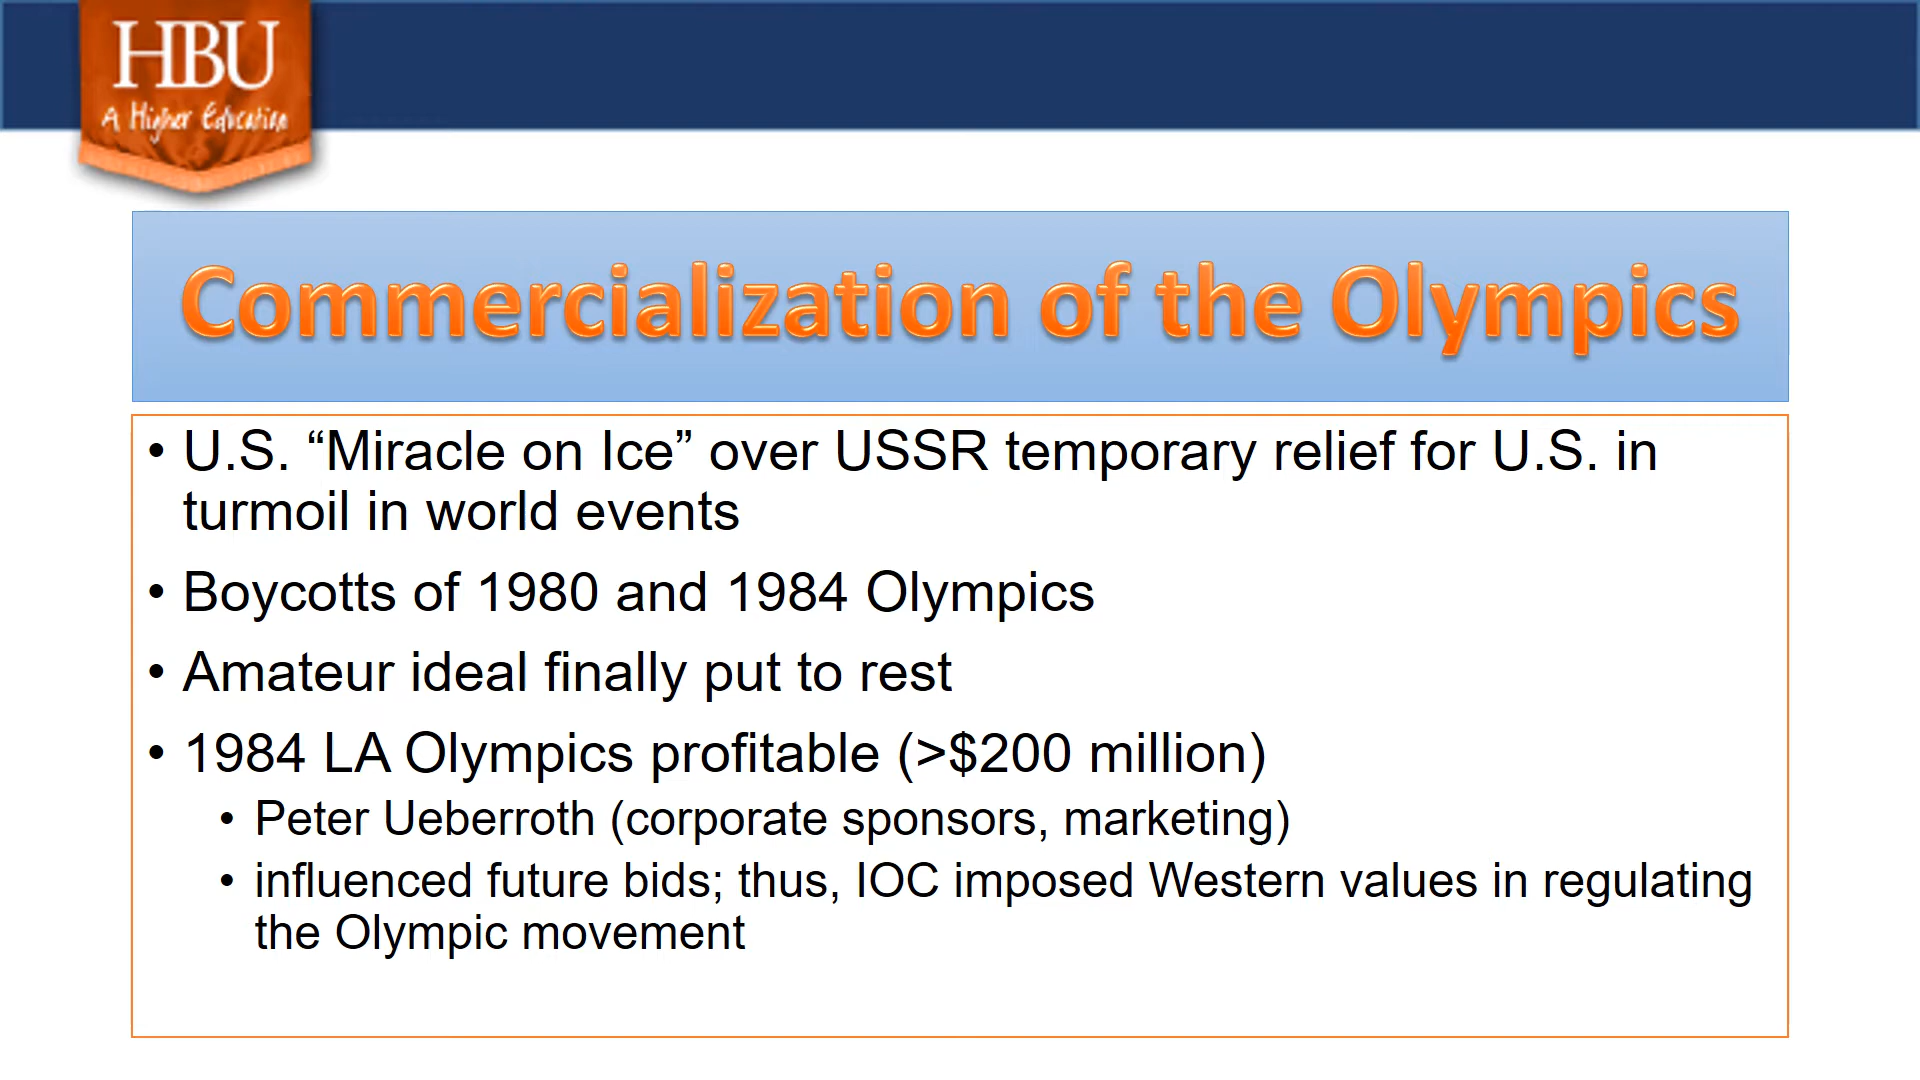 HBU
A Higher Education
Commercialization of the Olympics
• U.S. “Miracle on Ice” over USSR temporary relief for U.S. in
turmoil in world events
• Boycotts of 1980 and 1984 Olympics
• Amateur ideal finally put to rest
• 1984 LA Olympics profitable (>$200 million)
• Peter Ueberroth (corporate sponsors, marketing)
• influenced future bids; thus, IOC imposed Western values in regulating
the Olympic movement